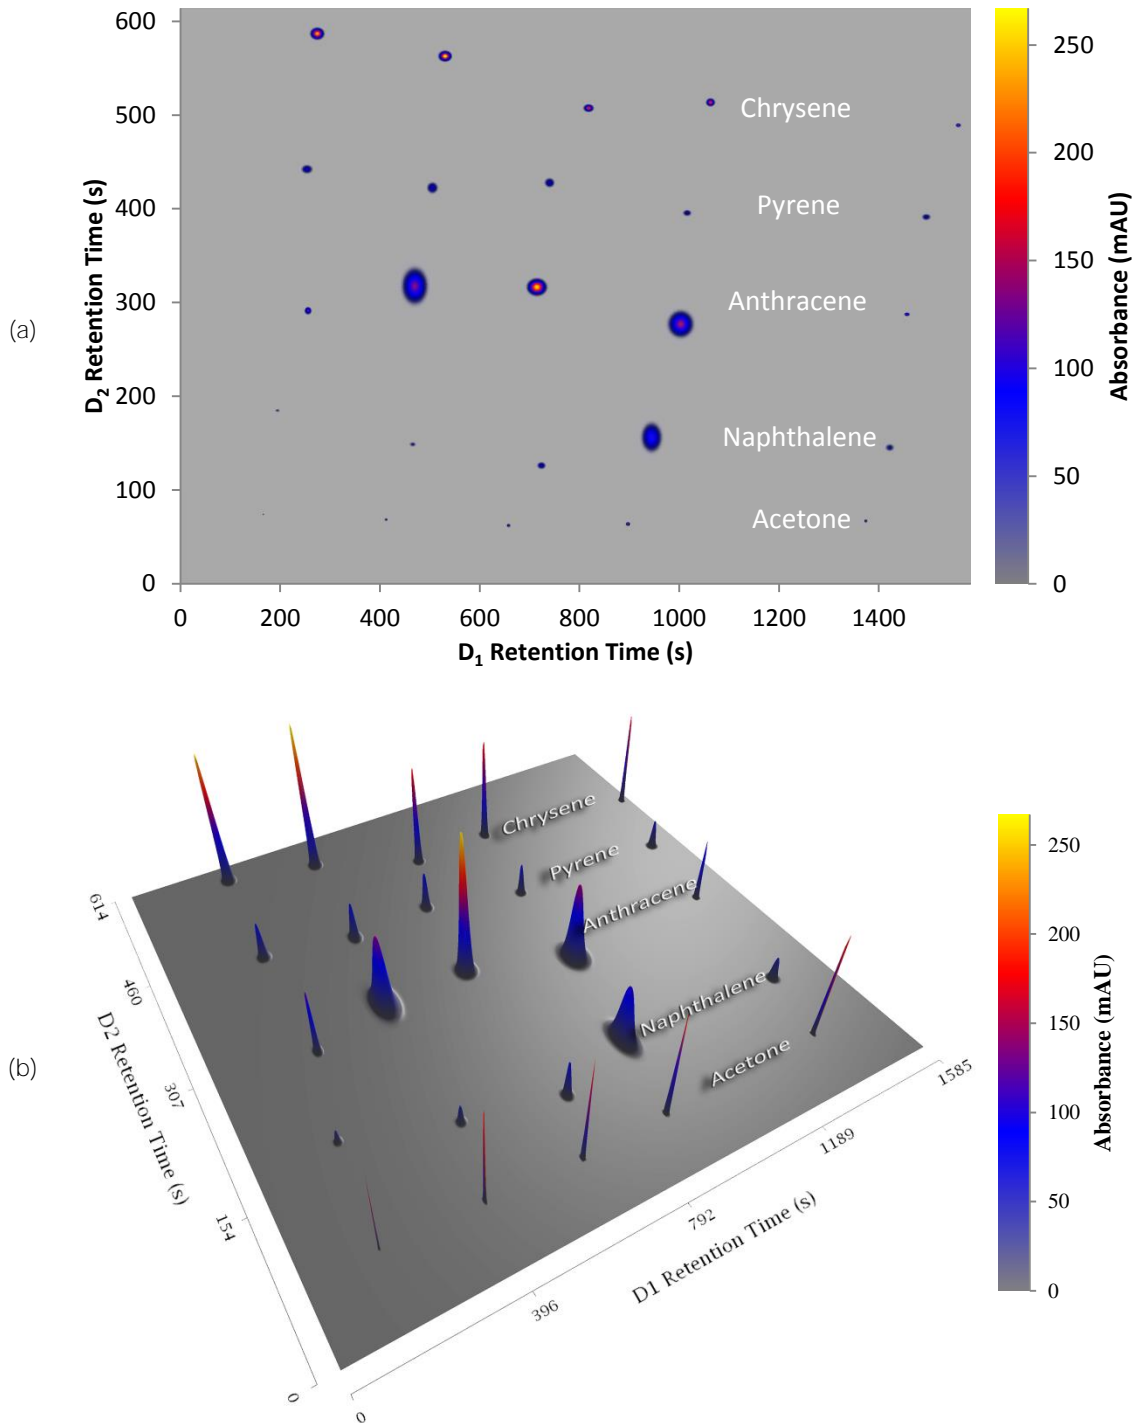 600
500
400
300
200
100
0
D2 Retention Time (s)
(a)
Chrysene
Pyrene
Anthracene
Naphthalene
Acetone
0 200 400 600 800 1000 1200 1400
D1 Retention Time (s)
250
200
150
100
50
0
Absorbance (mAU)
(b)
Chrysene
Pyrene
Anthracene
Naphthalene
Acetone
614
460
307
154
0
D2 Retention Time (s)
0
396
792
1189
1585
D1 Retention Time (s)
250
200
150
100
50
0
Absorbance (mAU)